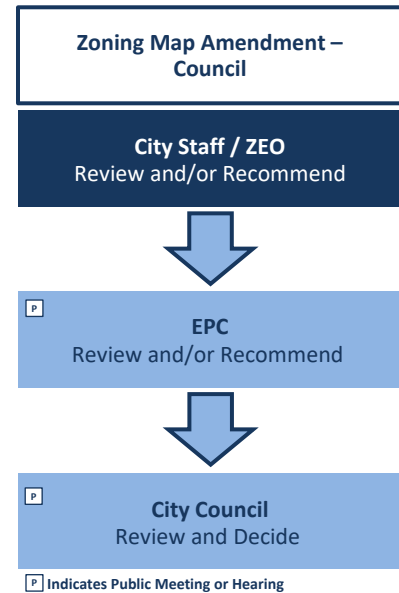 Zoning Map Amendment –
Council
City Staff / ZEO
Review and/or Recommend
P
EPC
Review and/or Recommend
P
City Council
Review and Decide
P Indicates Public Meeting or Hearing